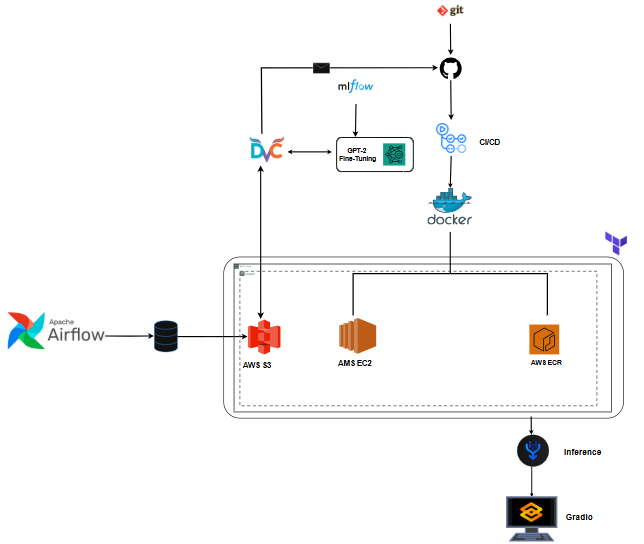 git
mlflow
DVC
GPT-2
Fine-Tuning
CI/CD
docker
Apache
Airflow
AWS S3
AMS EC2
AWS ECR
Inference
Gradio